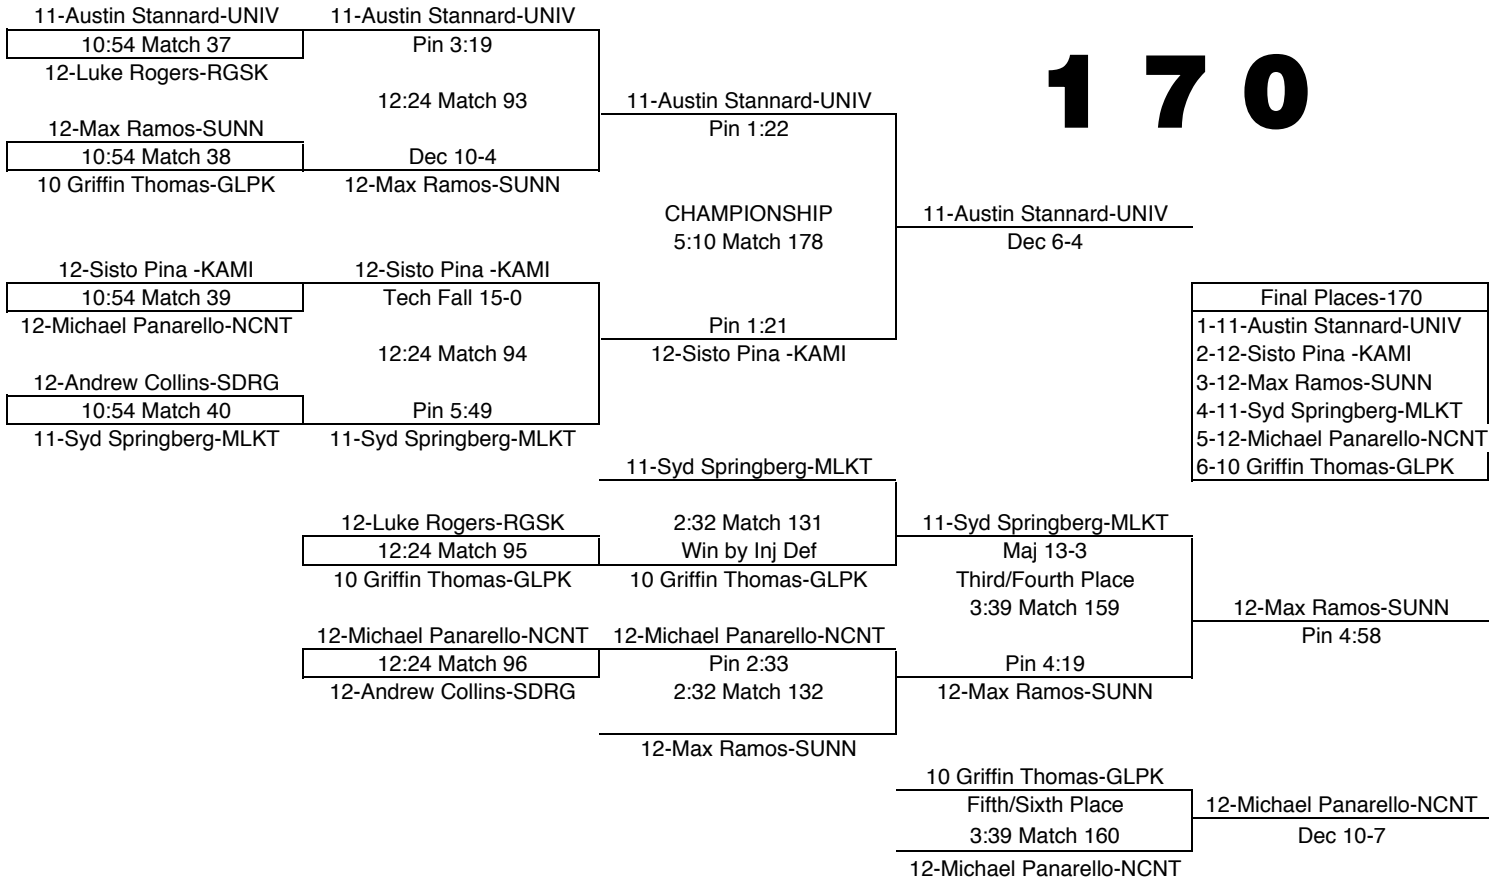 11-Austin Stannard-UNIV 11-Austin Stannard-UNIV
10:54 Match 37 Pin 3:19
12-Luke Rogers-RGSK
1 7 0
12:24 Match 93 11-Austin Stannard-UNIV
12-Max Ramos-SUNN Pin 1:22
10:54 Match 38 Dec 10-4
10 Griffin Thomas-GLPK 12-Max Ramos-SUNN
CHAMPIONSHIP 11-Austin Stannard-UNIV
5:10 Match 178 Dec 6-4
12-Sisto Pina -KAMI 12-Sisto Pina -KAMI
10:54 Match 39 Tech Fall 15-0 Final Places-170
12-Michael Panarello-NCNT Pin 1:21 1-11-Austin Stannard-UNIV
12:24 Match 94 12-Sisto Pina -KAMI 2-12-Sisto Pina -KAMI
12-Andrew Collins-SDRG 3-12-Max Ramos-SUNN
10:54 Match 40 Pin 5:49 4-11-Syd Springberg-MLKT
11-Syd Springberg-MLKT 11-Syd Springberg-MLKT 5-12-Michael Panarello-NCNT
11-Syd Springberg-MLKT 6-10 Griffin Thomas-GLPK
12-Luke Rogers-RGSK 2:32 Match 131 11-Syd Springberg-MLKT
12:24 Match 95 Win by Inj Def Maj 13-3
10 Griffin Thomas-GLPK 10 Griffin Thomas-GLPK Third/Fourth Place
3:39 Match 159 12-Max Ramos-SUNN
12-Michael Panarello-NCNT 12-Michael Panarello-NCNT Pin 4:58
12:24 Match 96 Pin 2:33 Pin 4:19
12-Andrew Collins-SDRG 2:32 Match 132 12-Max Ramos-SUNN
12-Max Ramos-SUNN
10 Griffin Thomas-GLPK
Fifth/Sixth Place 12-Michael Panarello-NCNT
3:39 Match 160 Dec 10-7
12-Michael Panarello-NCNT